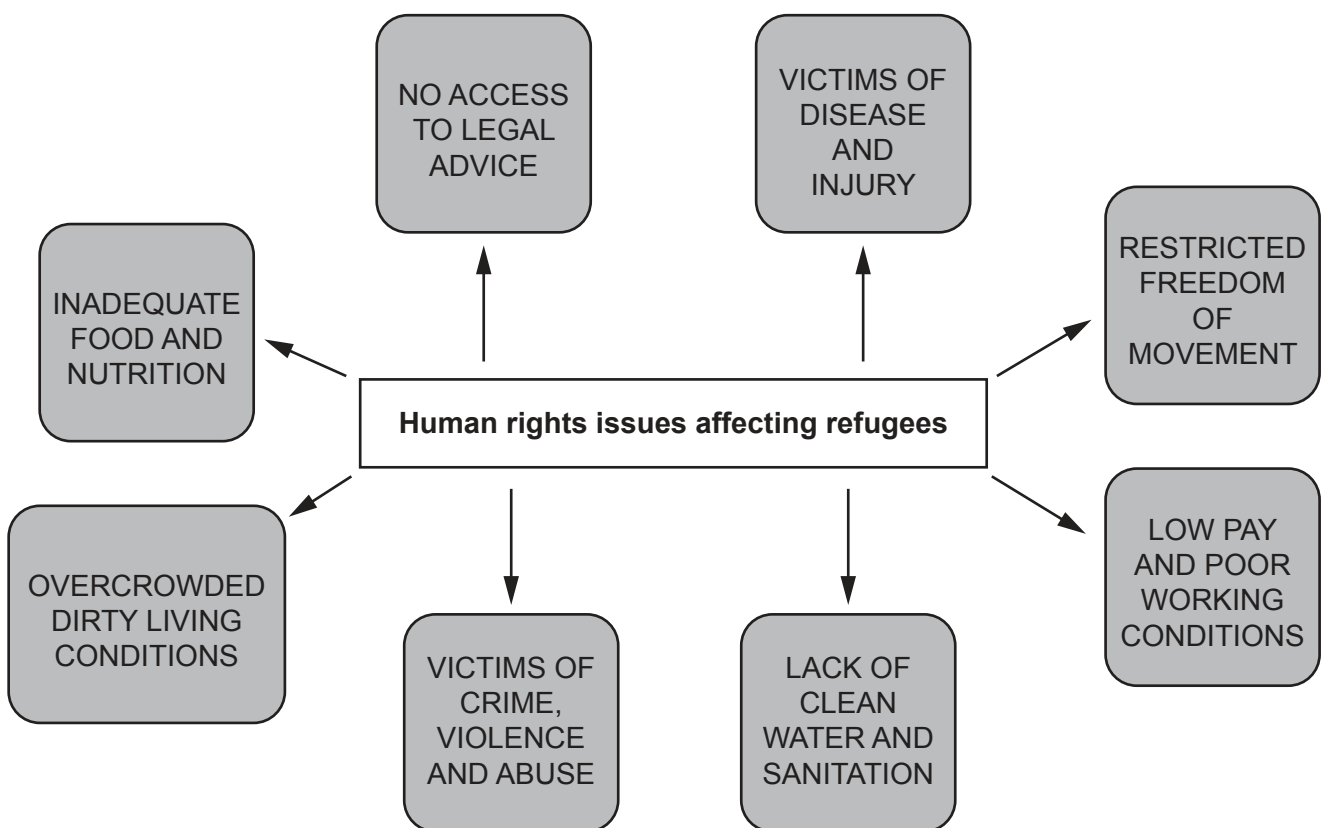 NO ACCESS
TO LEGAL
ADVICE
VICTIMS OF
DISEASE
AND
INJURY
RESTRICTED
FREEDOM
OF
MOVEMENT
INADEQUATE
FOOD AND
NUTRITION
Human rights issues affecting refugees
OVERCROWDED
DIRTY LIVING
CONDITIONS
VICTIMS OF
CRIME,
VIOLENCE
AND ABUSE
LACK OF
CLEAN
WATER AND
SANITATION
LOW PAY
AND POOR
WORKING
CONDITIONS